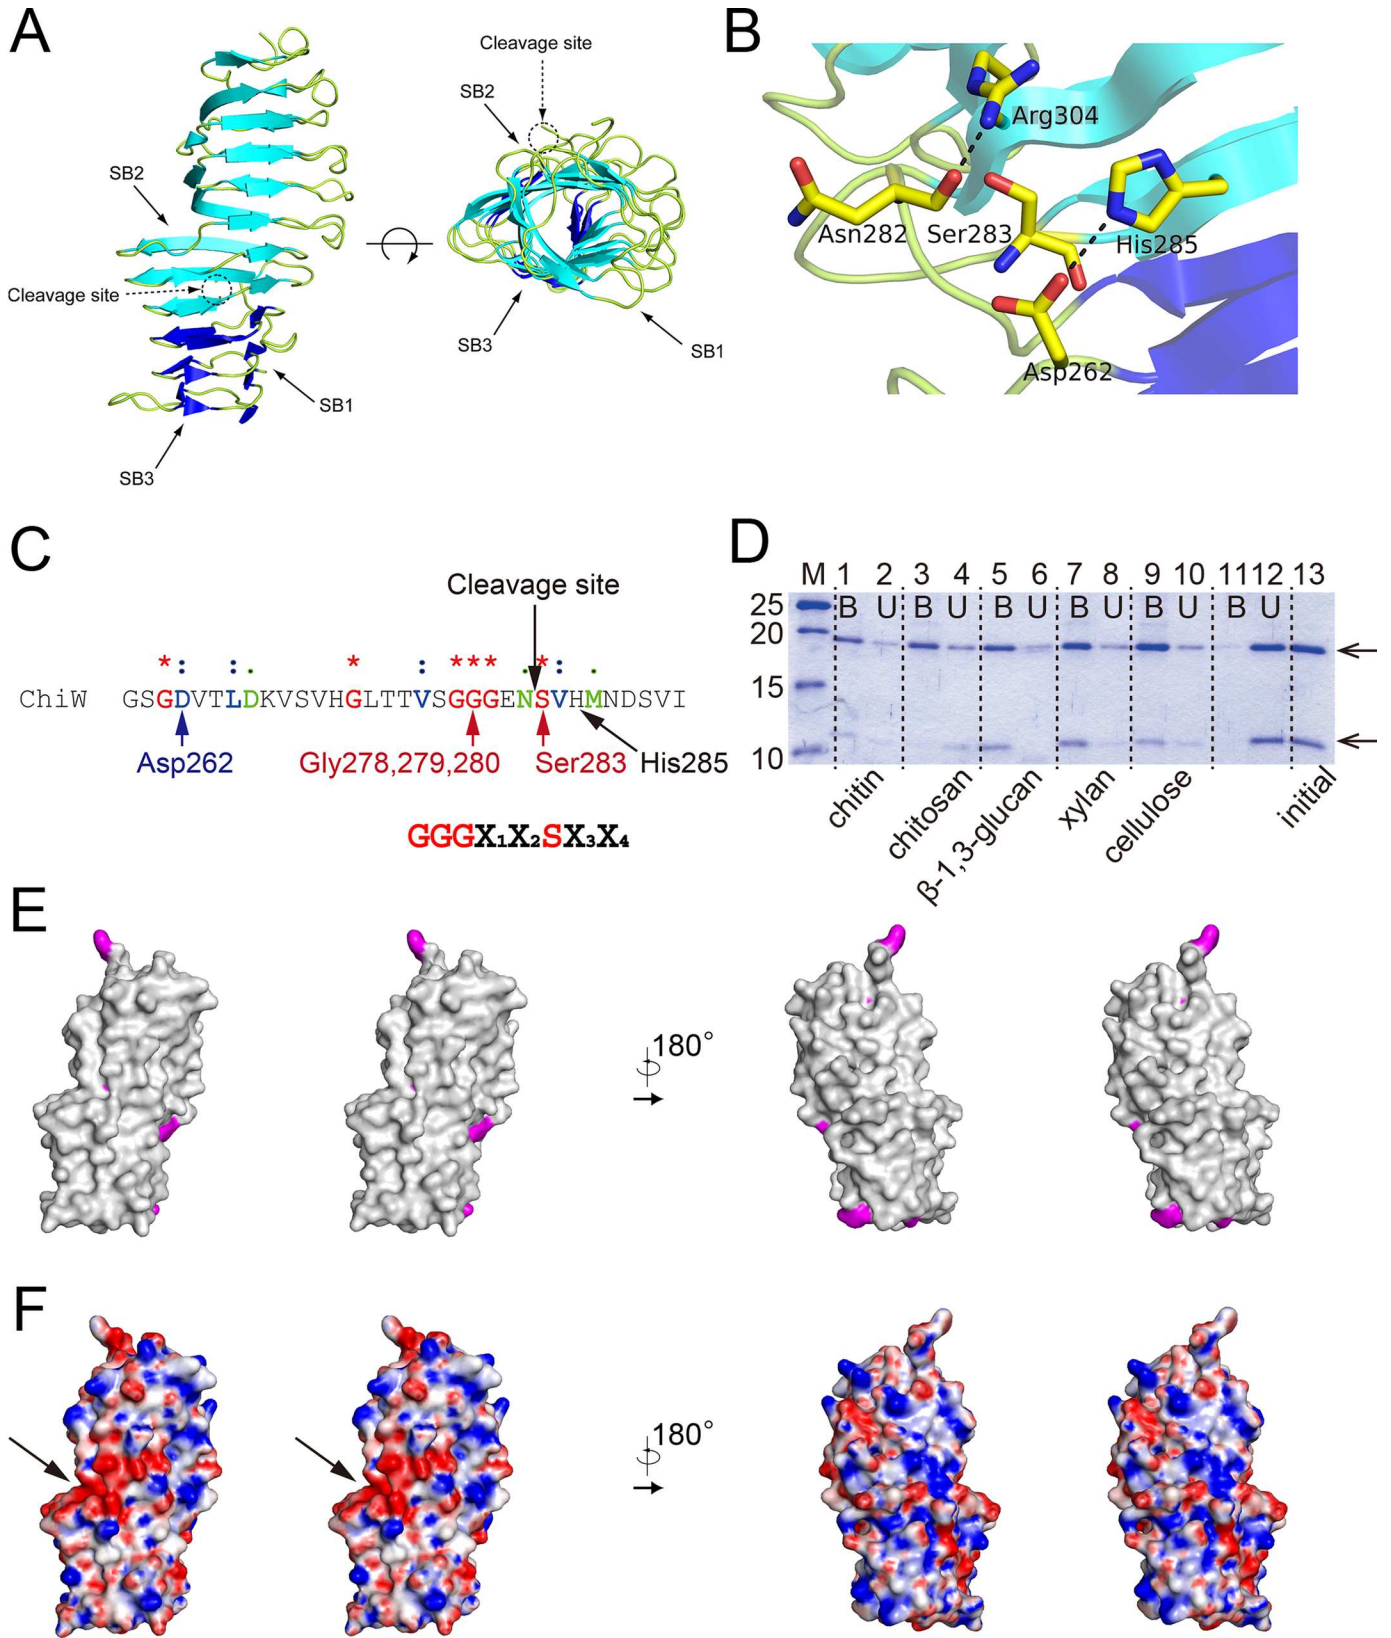 A
SB2
Cleavage site
SB1
SB3
Cleavage site
SB2
SB3
SB1
B
Arg304
Asn282
Ser283
His285
Asp262
C
Cleavage site
* : : . * : *** . * : .
ChiW GSGDVTLDKVSVHGLTTVSGGGENSVHMNDSVI
Asp262
Gly278,279,280
Ser283
His285
GGGX1X2SX3X4
D
M 1 2 3 4 5 6 7 8 9 10 11 12 13
B U B U B U B U B U B U
25
20
15
10
chitin
chitosan
β-1,3-glucan
xylan
cellulose
initial
E
180°
F
180°